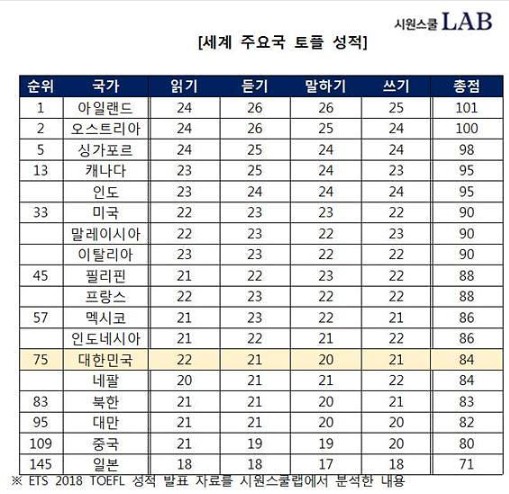 시원스쿨 LAB
[세계 주요국 토플 성적]
순위 국가 읽기 듣기 말하기 쓰기 총점
1 아일랜드 24 26 26 25 101
2 오스트리아 24 26 25 24 100
5 싱가포르 24 25 24 24 98
13 캐나다 23 25 24 23 95
인도 23 24 24 24 95
33 미국 22 23 23 22 90
말레이시아 22 23 22 23 90
이탈리아 23 23 22 22 90
45 필리핀 21 22 23 22 88
프랑스 22 23 22 22 88
57 멕시코 21 23 22 21 86
인도네시아 21 22 21 22 86
75 대한민국 22 21 20 21 84
네팔 20 21 21 22 84
83 북한 21 21 20 21 83
95 대만 21 21 20 20 82
109 중국 21 19 19 20 80
145 일본 18 18 17 18 71
※ ETS 2018 TOEFL 성적 발표 자료를 시원스쿨랩에서 분석한 내용